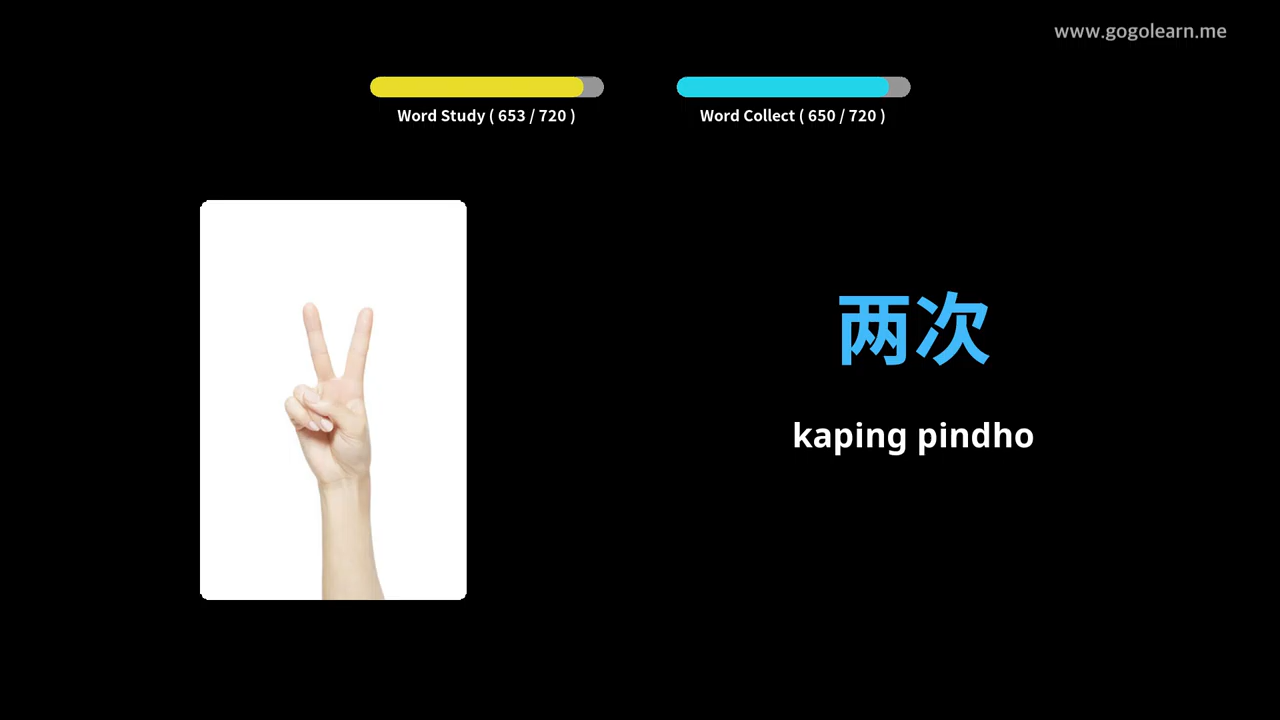 www.gogolearn.me
Word Study ( 653 / 720 )
Word Collect ( 650 / 720 )
两次
kaping pindho